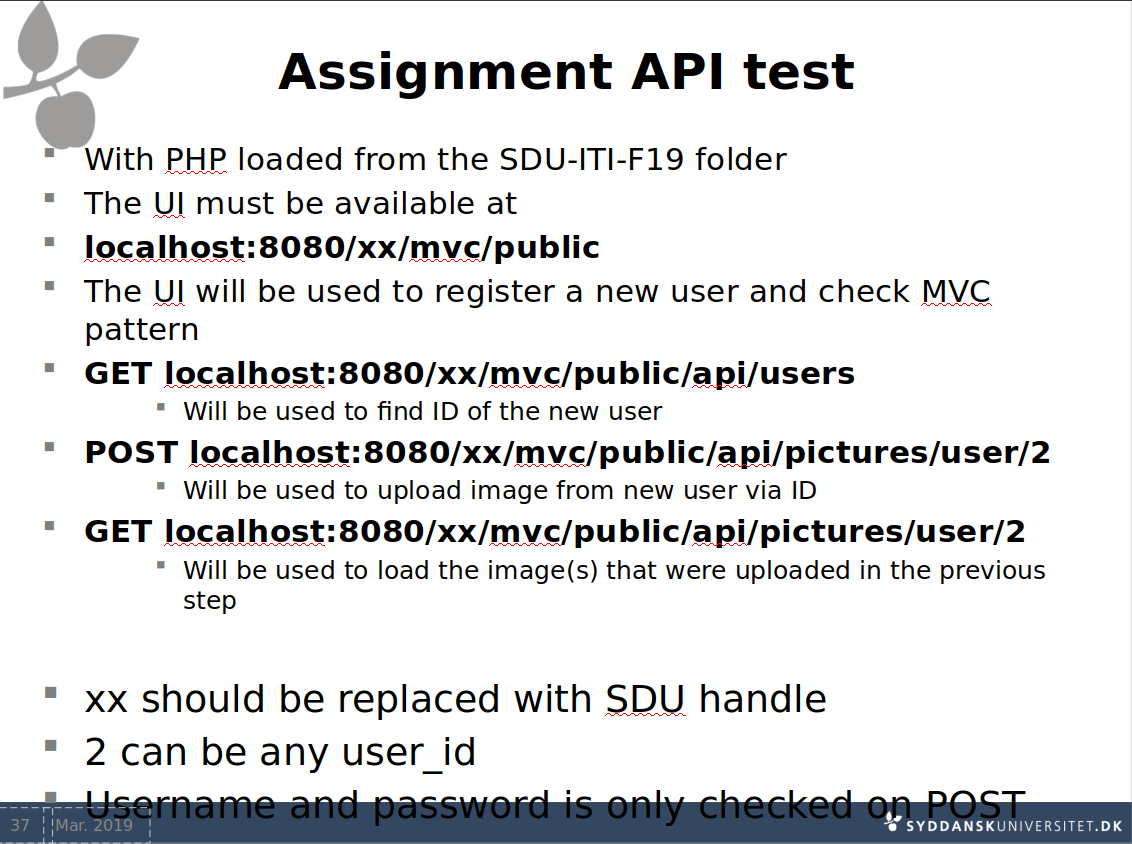 Assignment API test
With PHP loaded from the SDU-ITI-F19 folder
The UI must be available at
localhost:8080/xx/mvc/public
The UI will be used to register a new user and check MVC
pattern
GET localhost:8080/xx/mvc/public/api/users
Will be used to find ID of the new user
POST localhost:8080/xx/mvc/public/api/pictures/user/2
Will be used to upload image from new user via ID
GET localhost:8080/xx/mvc/public/api/pictures/user/2
Will be used to load the image(s) that were uploaded in the previous
step
xx should be replaced with SDU handle
2 can be any user_id
Username and password is only checked on POST
37 Mar. 2019 SYDDANSKUNIVERSITET.DK